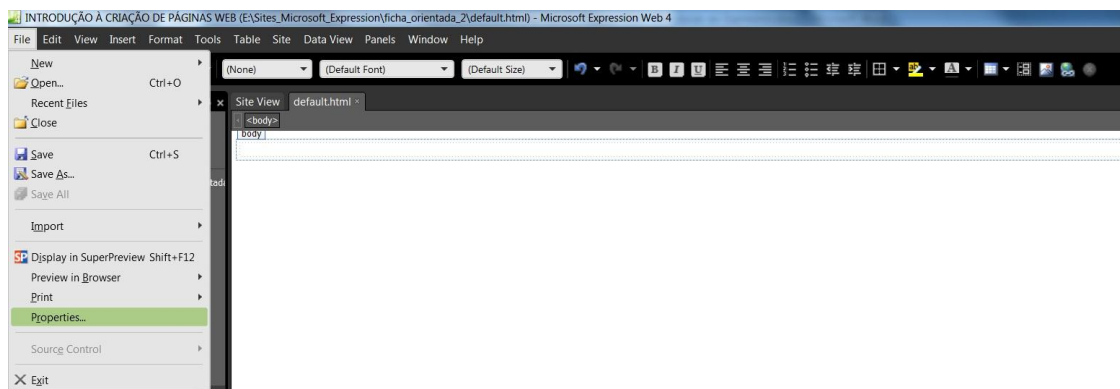 INTRODUÇÃO À CRIAÇÃO DE PÁGINAS WEB (E:\Sites_Microsoft_Expression\ficha_orientada_2\default.html) - Microsoft Expression Web 4
File Edit View Insert Format Tools Table Site Data View Panels Window Help
(None) (Default Font) (Default Size) B I U A
New
Open... Ctrl+O
Recent Files
Close
Save Ctrl+S
Save As...
Save All
Import
SP Display in SuperPreview Shift+F12
Preview in Browser
Print
Properties...
Source Control
Exit
Site View default.html
<body>
body